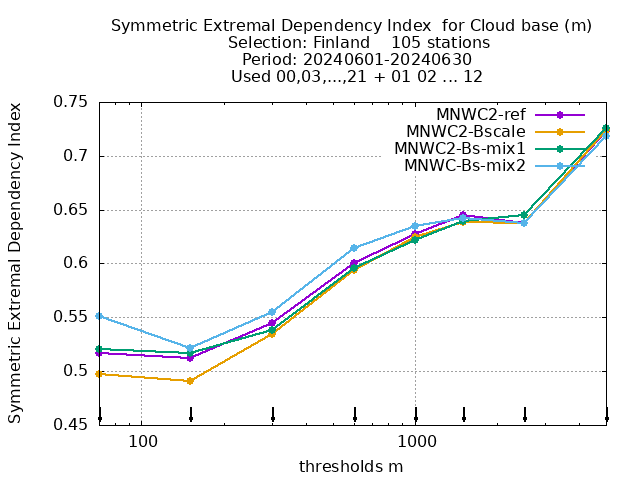 Symmetric Extremal Dependency Index  for Cloud base (m)
Selection: Finland    105 stations
Period: 20240601-20240630
Used 00,03,...,21 + 01 02 ... 12
Symmetric Extremal Dependency Index
0.75
0.7
0.65
0.6
0.55
0.5
0.45
MNWC2-ref
MNWC2-Bscale
MNWC2-Bs-mix1
MNWC-Bs-mix2
100
1000
thresholds m